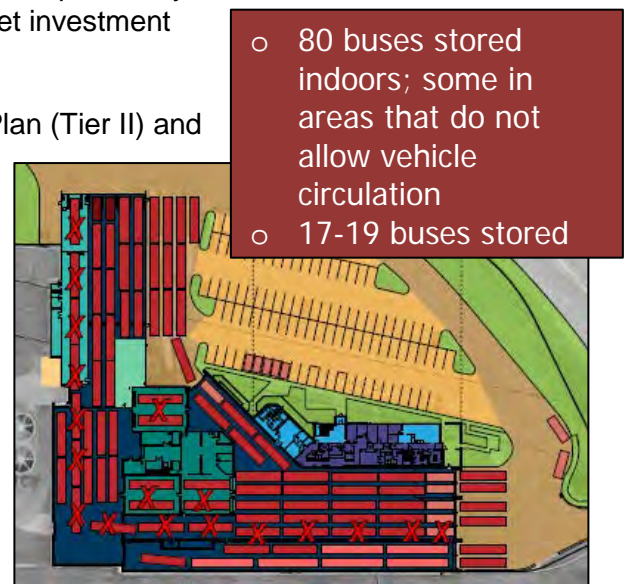 et investment
lan (Tier II) and
o 80 buses stored
indoors; some in
areas that do not
allow vehicle
circulation
o 17-19 buses stored